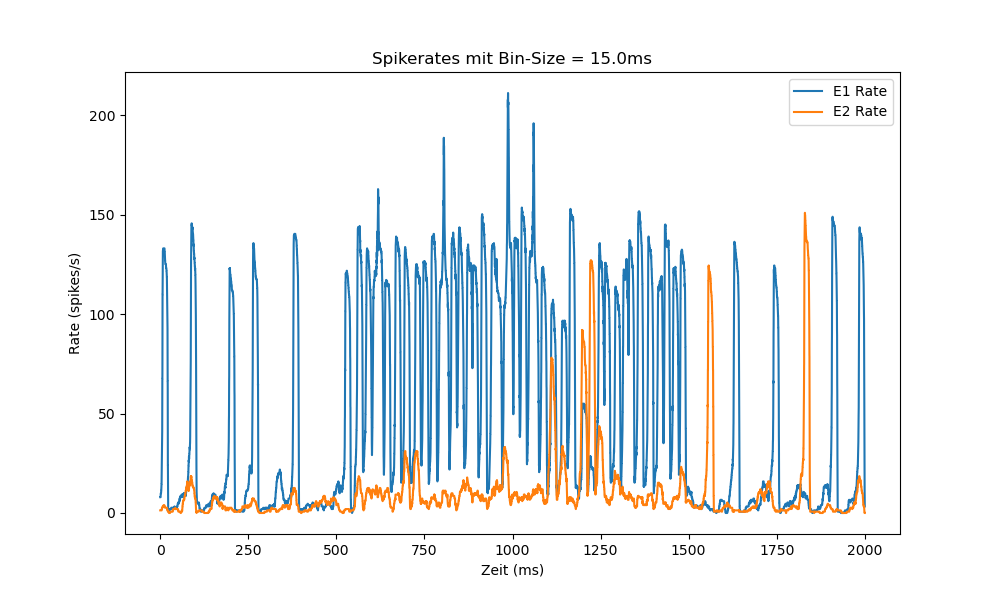 Spikerates mit Bin-Size = 15.0ms
E1 Rate
E2 Rate
Rate (spikes/s)
200
150
100
50
0
0 250 500 750 1000 1250 1500 1750 2000
Zeit (ms)